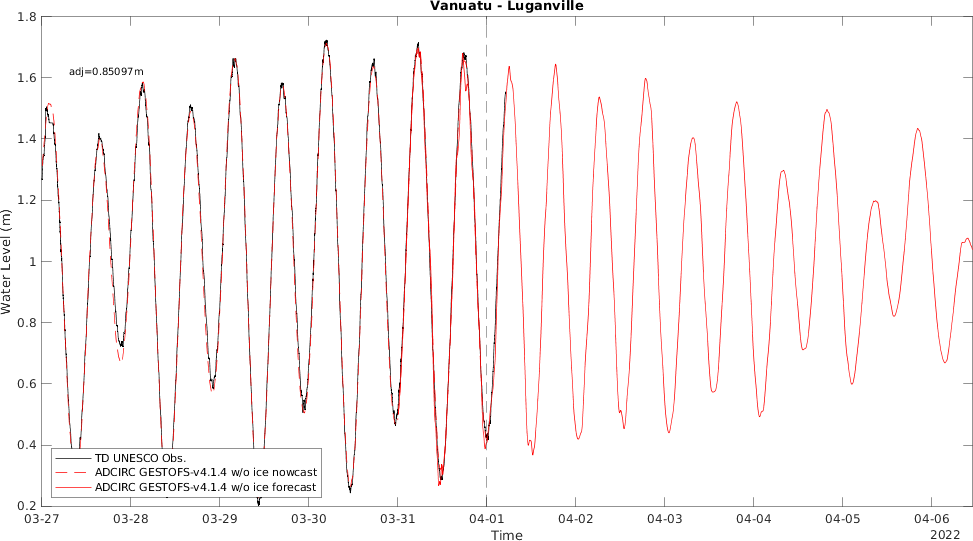 Vanuatu - Luganville
1.8
1.6
1.4
1.2
1
0.8
0.6
0.4
0.2
Water Level (m)
adj=0.85097m
TD UNESCO Obs.
ADCIRC GESTOFS-v4.1.4 w/o ice nowcast
ADCIRC GESTOFS-v4.1.4 w/o ice forecast
03-27 03-28 03-29 03-30 03-31 04-01 04-02 04-03 04-04 04-05 04-06
Time
2022